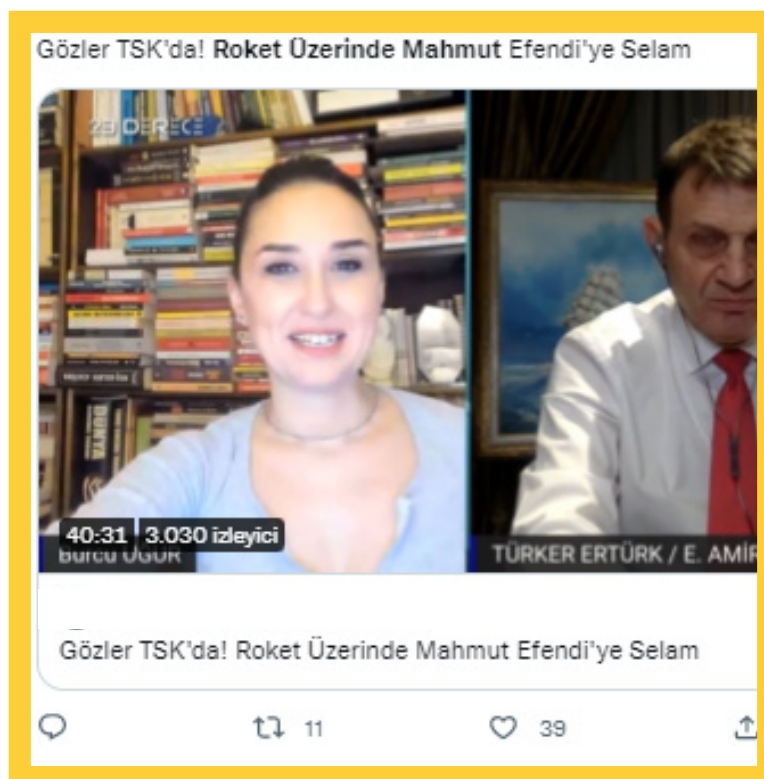 Gözler TSK'da! Roket Üzerinde Mahmut Efendi'ye Selam
23 DERECE
DÜNYA
40:31 3.030 izleyici
Burcu UĞUR
TÜRKER ERTÜRK / E. AMİR
Gözler TSK'da! Roket Üzerinde Mahmut Efendi'ye Selam
11
39